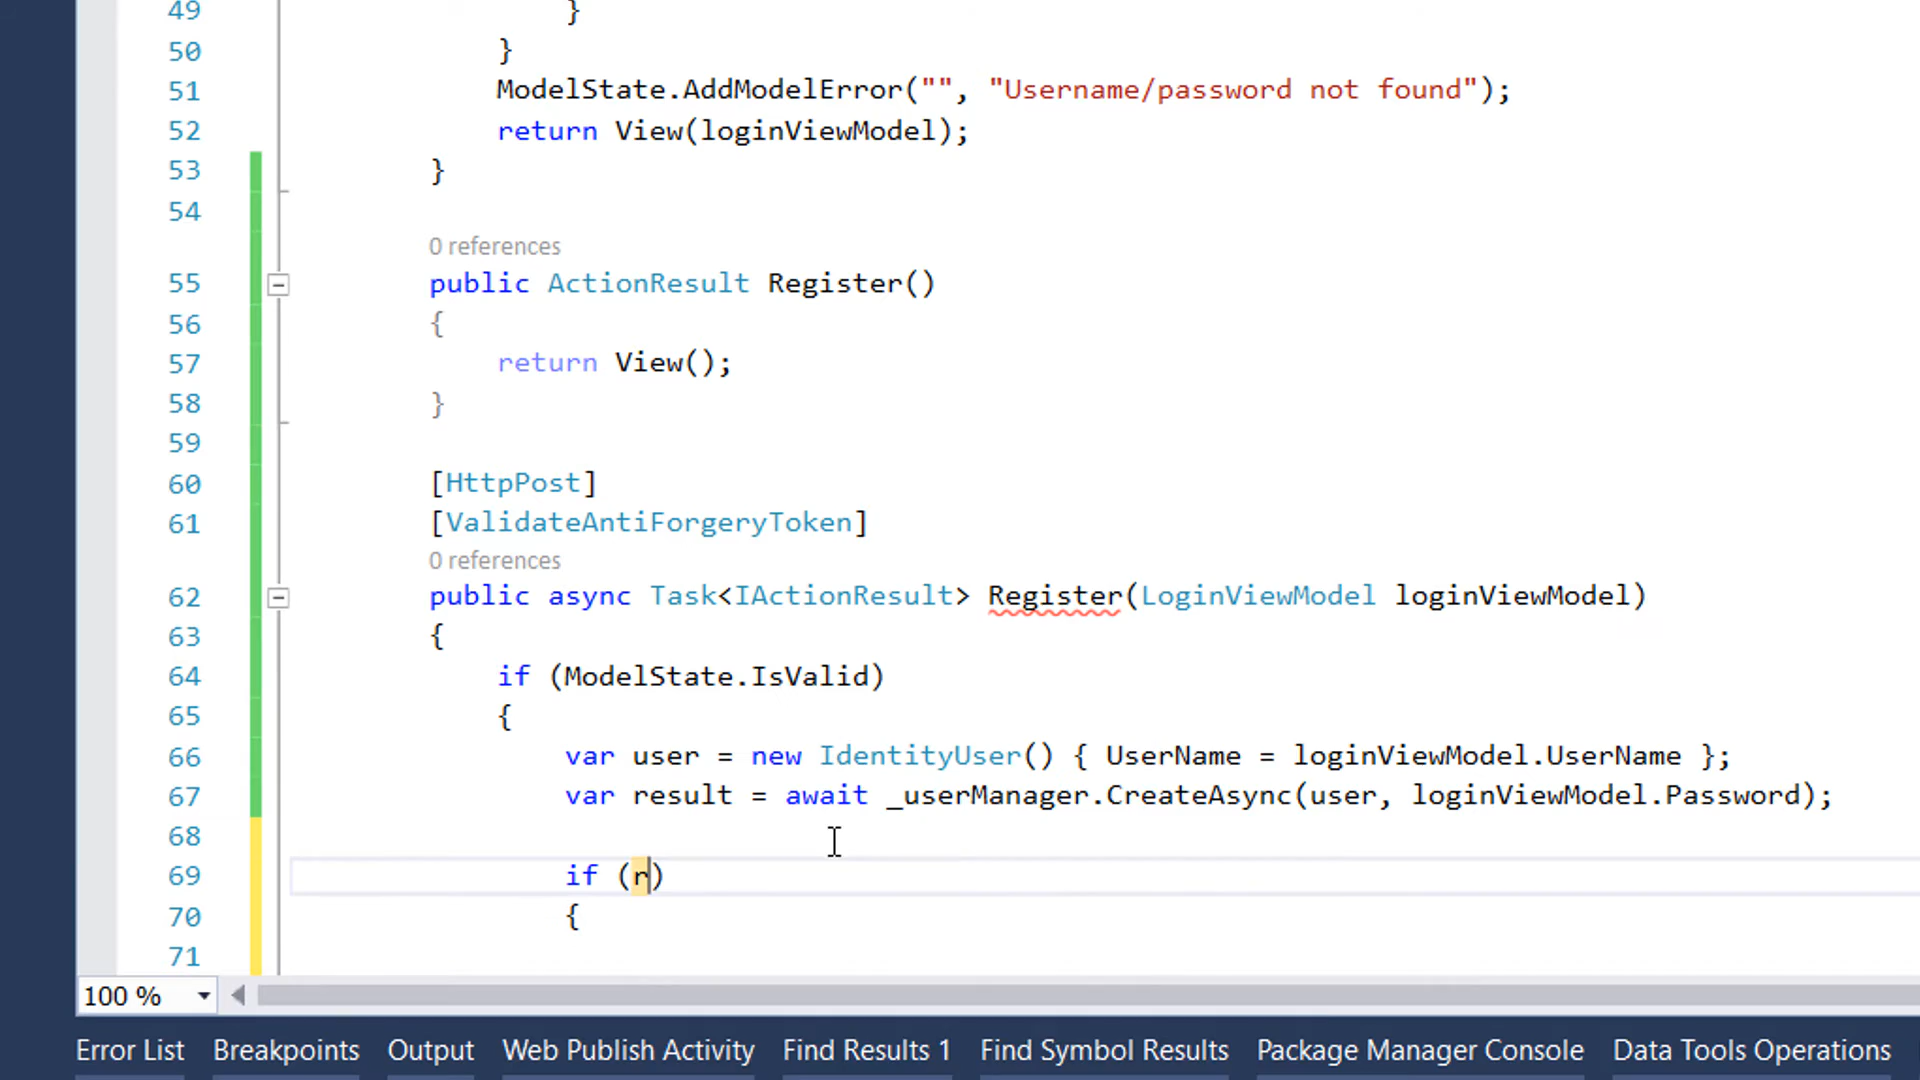 49 }
50 }
51 ModelState.AddModelError("", "Username/password not found");
52 return View(loginViewModel);
53 }
54
0 references
55 public ActionResult Register()
56 {
57 return View();
58 }
59
60 [HttpPost]
61 [ValidateAntiForgeryToken]
0 references
62 public async Task<IActionResult> Register(LoginViewModel loginViewModel)
63 {
64 if (ModelState.IsValid)
65 {
66 var user = new IdentityUser() { UserName = loginViewModel.UserName };
67 var result = await _userManager.CreateAsync(user, loginViewModel.Password);
68
69 if (r)
70 {
71
100 %
Error List Breakpoints Output Web Publish Activity Find Results 1 Find Symbol Results Package Manager Console Data Tools Operations